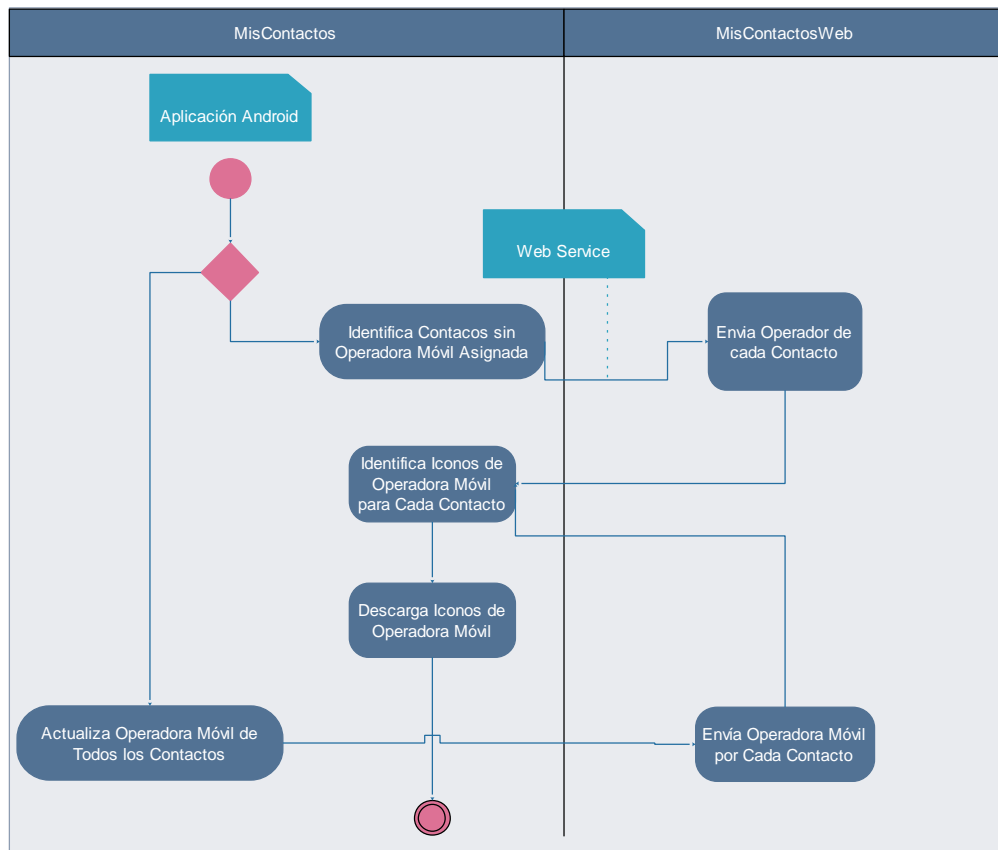 MisContactos
MisContactosWeb
Aplicación Android
Web Service
Identifica Contacos sin
Operadora Móvil Asignada
Envía Operador de
cada Contacto
Identifica Iconos de
Operadora Móvil
para Cada Contacto
Descarga Iconos de
Operadora Móvil
Actualiza Operadora Móvil de
Todos los Contactos
Envía Operadora Móvil
por Cada Contacto